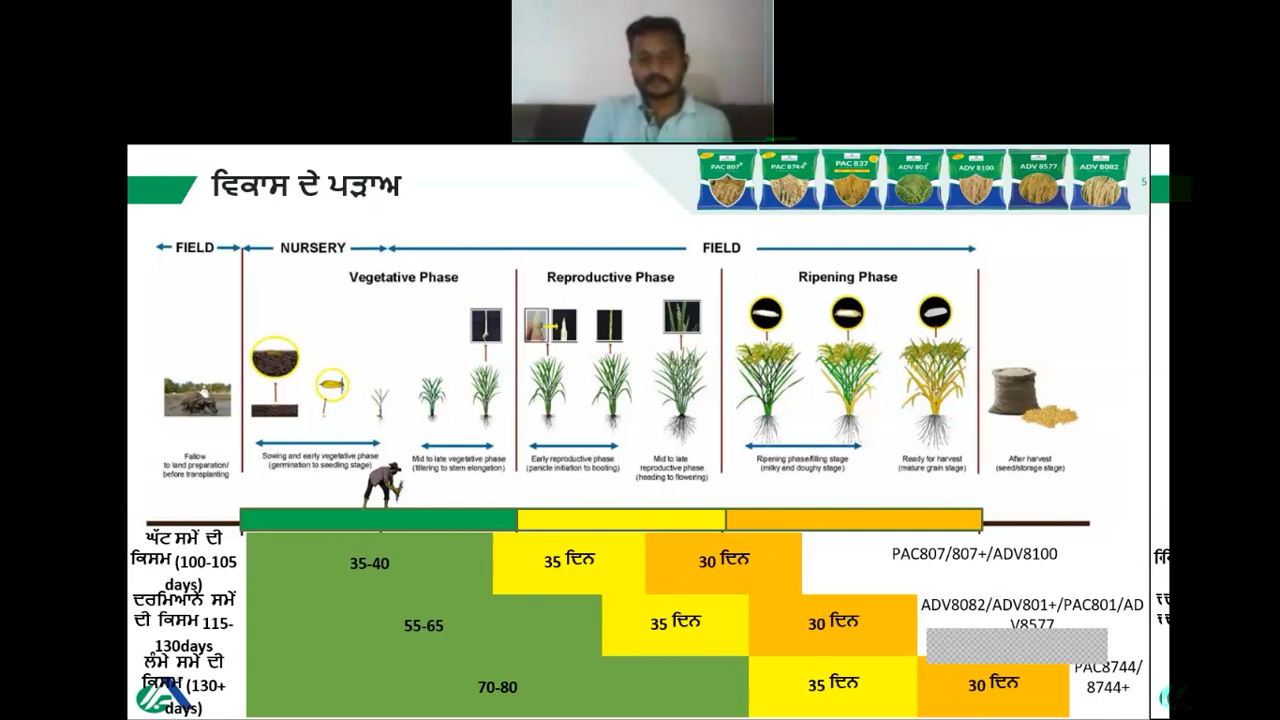 ਵਿਕਾਸ ਦੇ ਪੜਾਅ
PAC 807+
PAC 8744+
PAC 837
ADV 801+
ADV 8100
ADV 8577
ADV 8082
5
FIELD
NURSERY
FIELD
Vegetative Phase
Reproductive Phase
Ripening Phase
Fallow
to land preparation/
before transplanting
Sowing and early vegetative phase
(germination to seedling stage)
Mid to late vegetative phase
(tillering to stem elongation)
Early reproductive phase
(panicle initiation to booting)
Mid to late
reproductive phase
(heading to flowering)
Ripening phase/filling stage
(milky and doughy stage)
Ready for harvest
(mature grain stage)
After harvest
(seed/storage stage)
ਘੱਟ ਸਮੇਂ ਦੀ
ਕਿਸਮ (100-105
days)
35-40
35 ਦਿਨ
30 ਦਿਨ
PAC807/807+/ADV8100
ਦਰਮਿਆਨੇ ਸਮੇਂ
ਦੀ ਕਿਸਮ 115-
130days
55-65
35 ਦਿਨ
30 ਦਿਨ
ADV8082/ADV801+/PAC801/AD
V8577
ਲੰਮੇ ਸਮੇਂ ਦੀ
ਕਿਸਮ (130+
days)
70-80
35 ਦਿਨ
30 ਦਿਨ
PAC8744/
8744+